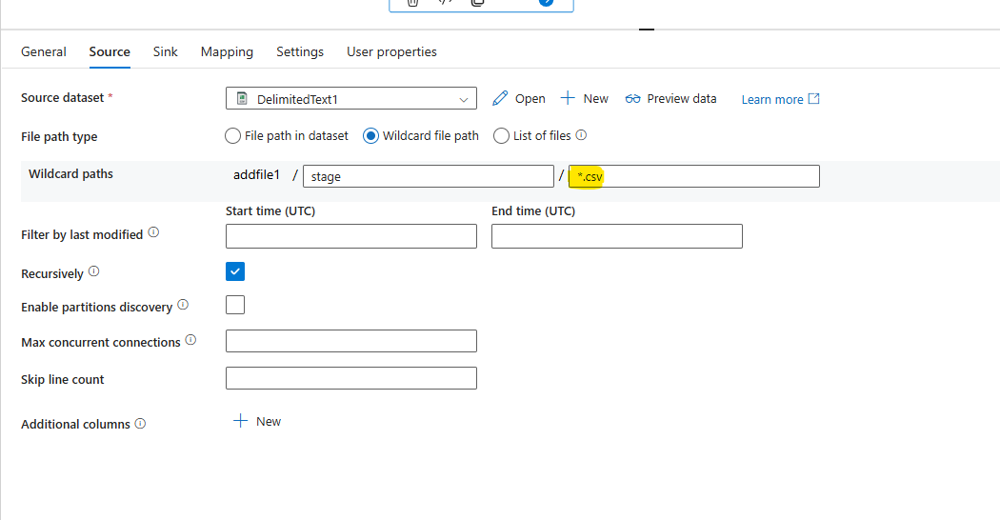 General Source Sink Mapping Settings User properties
Source dataset * DelimitedText1 Open New Preview data Learn more
File path type File path in dataset Wildcard file path List of files
Wildcard paths addfile1 / stage / *.csv
Start time (UTC) End time (UTC)
Filter by last modified
Recursively
Enable partitions discovery
Max concurrent connections
Skip line count
Additional columns New